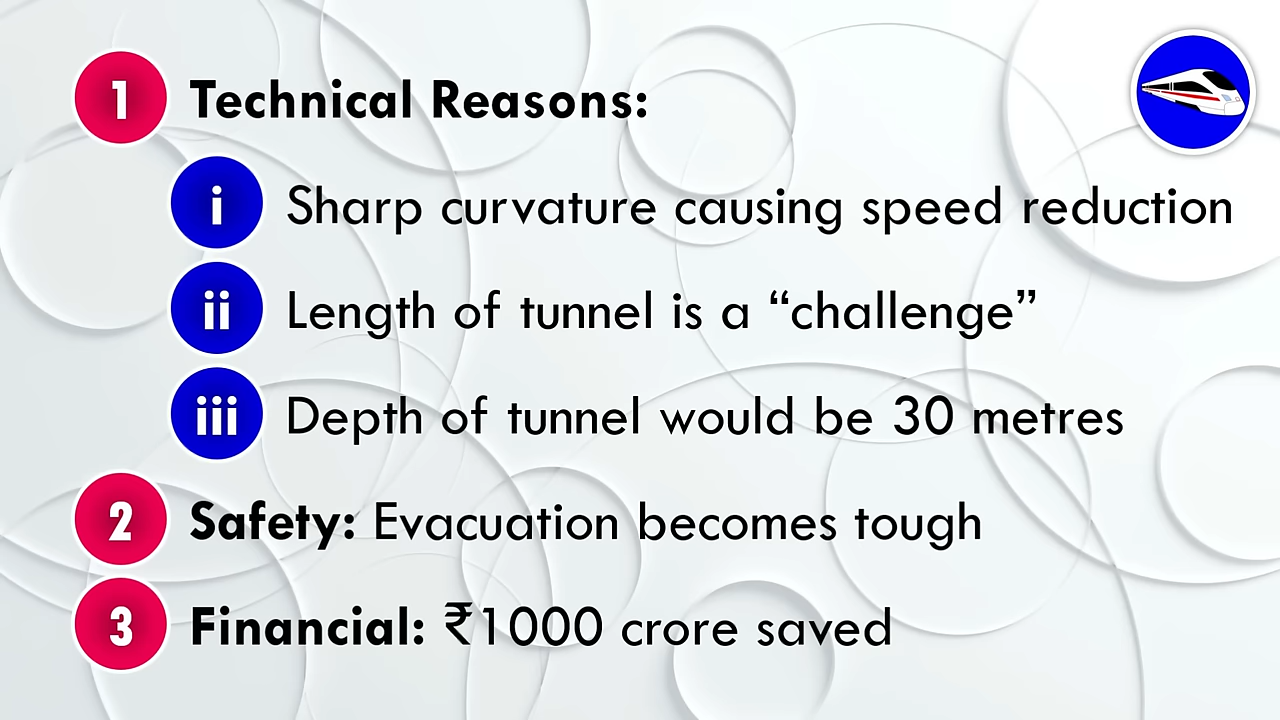 1 Technical Reasons:
i Sharp curvature causing speed reduction
ii Length of tunnel is a “challenge”
iii Depth of tunnel would be 30 metres
2 Safety: Evacuation becomes tough
3 Financial: ₹1000 crore saved